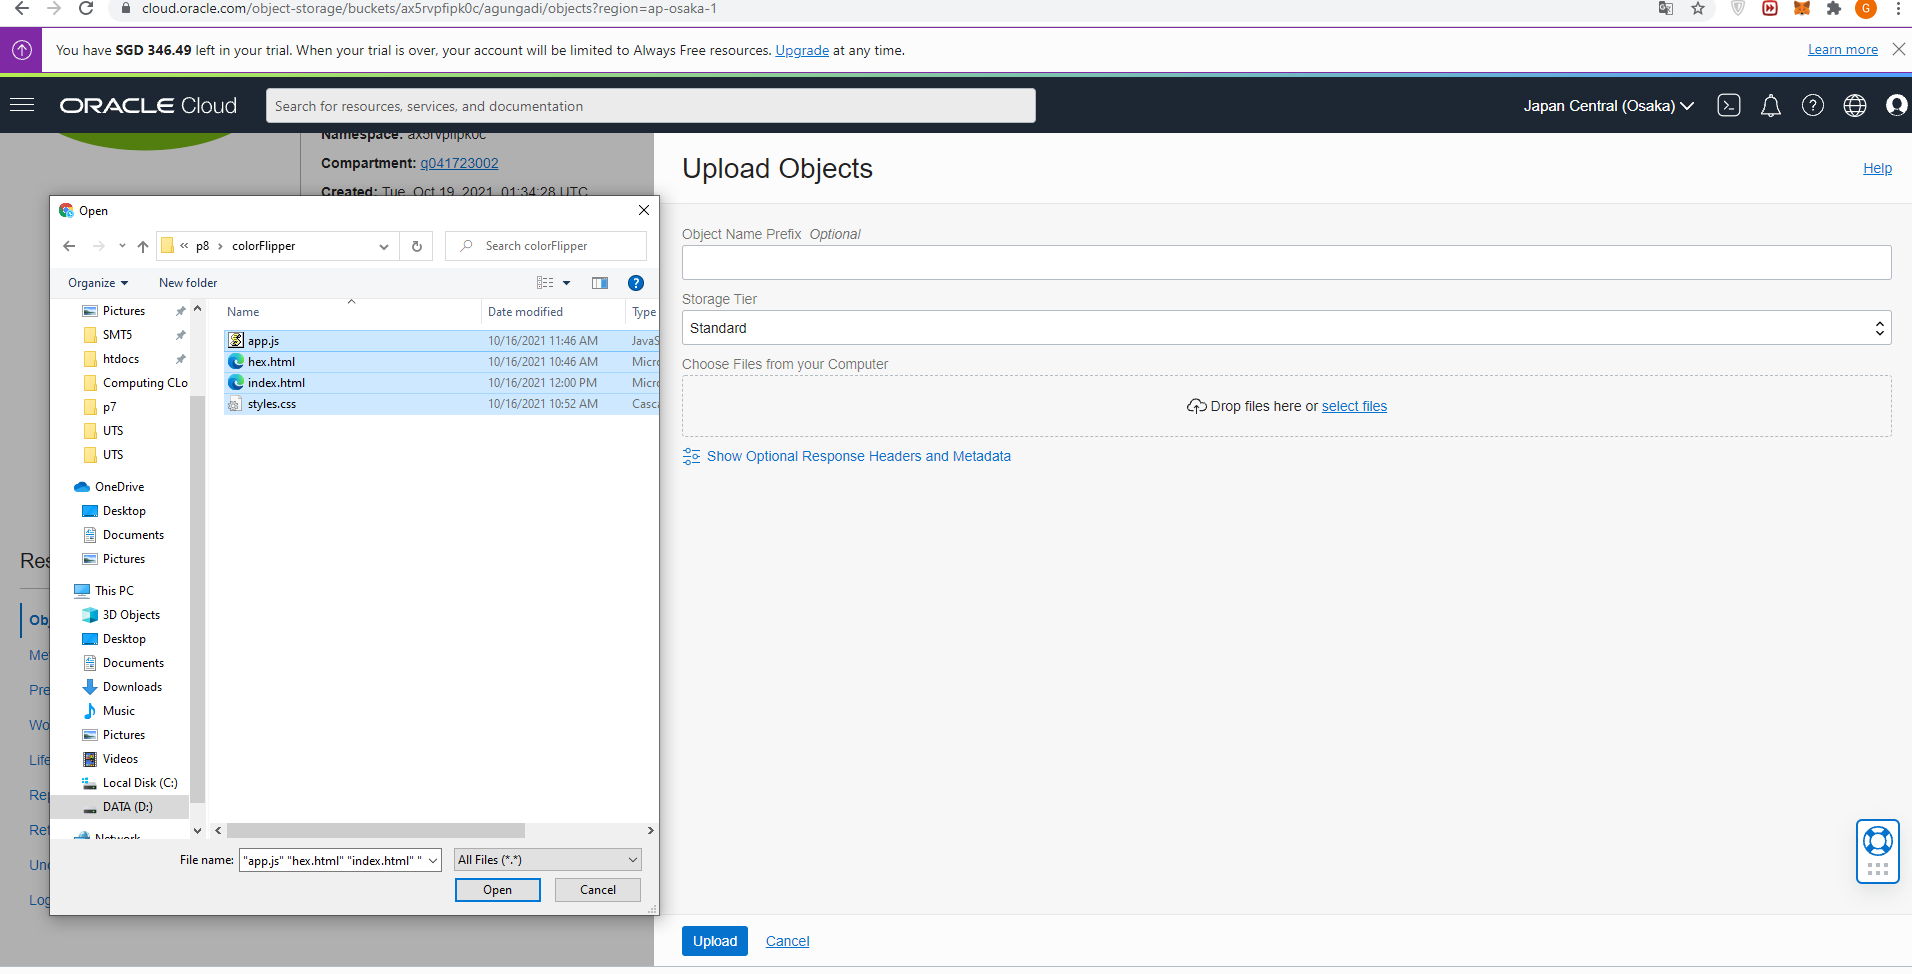 cloud.oracle.com/object-storage/buckets/ax5rvpfipk0c/agungadi/objects?region=ap-osaka-1
G
You have SGD 346.49 left in your trial. When your trial is over, your account will be limited to Always Free resources. Upgrade at any time.
Learn more
ORACLE Cloud
Search for resources, services, and documentation
Japan Central (Osaka)
Namespace: ax5rvpfipk0c
Compartment: q041723002
Created: Tue, Oct 19, 2021, 01:34:28 UTC
Upload Objects
Help
Object Name Prefix Optional
Storage Tier
Standard
Choose Files from your Computer
Drop files here or select files
Show Optional Response Headers and Metadata
Upload
Cancel
Open
« p8 › colorFlipper
Search colorFlipper
Organize
New folder
Name
Date modified
Type
app.js
10/16/2021 11:46 AM
JavaS
hex.html
10/16/2021 10:46 AM
Micro
index.html
10/16/2021 12:00 PM
Micro
styles.css
10/16/2021 10:52 AM
Casca
Pictures
SMT5
htdocs
Computing CLo
p7
UTS
UTS
OneDrive
Desktop
Documents
Pictures
This PC
3D Objects
Desktop
Documents
Downloads
Music
Pictures
Videos
Local Disk (C:)
DATA (D:)
Network
File name:
"app.js" "hex.html" "index.html" "
All Files (*.*)
Open
Cancel
Res
Ob
Me
Pre
Wo
Life
Rep
Ret
Unc
Log